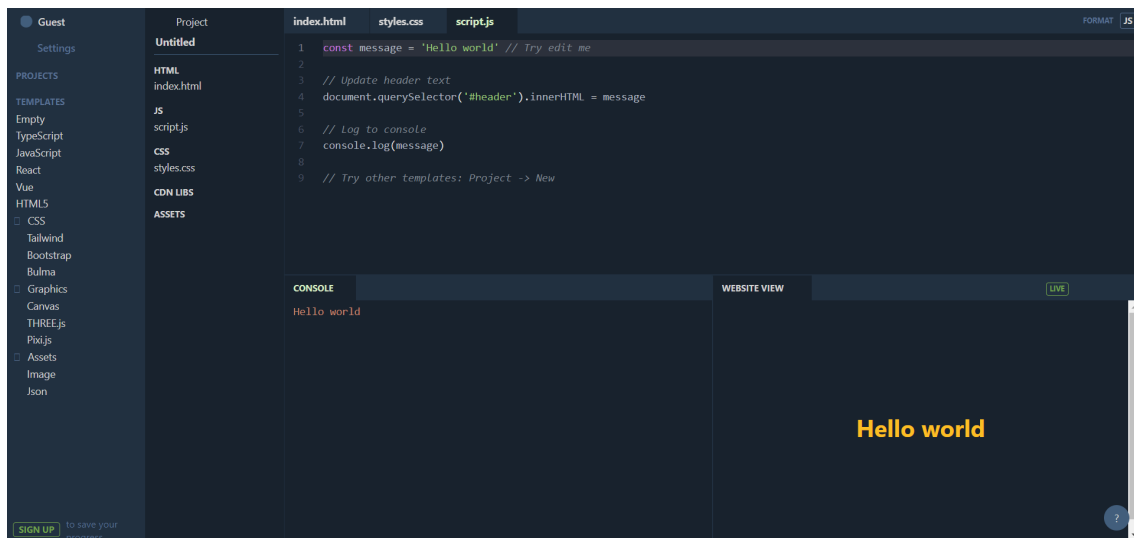 Guest
Settings
PROJECTS
TEMPLATES
Empty
TypeScript
JavaScript
React
Vue
HTML5
CSS
Tailwind
Bootstrap
Bulma
Graphics
Canvas
THREE.js
Pixi.js
Assets
Image
Json
SIGN UP to save your
Project
Untitled
HTML
index.html
JS
script.js
CSS
styles.css
CDN LIBS
ASSETS
index.html styles.css script.js FORMAT JS
1 const message = 'Hello world' // Try edit me
2
3 // Update header text
4 document.querySelector('#header').innerHTML = message
5
6 // Log to console
7 console.log(message)
8
9 // Try other templates: Project -> New
CONSOLE
Hello world
WEBSITE VIEW LIVE
Hello world
?